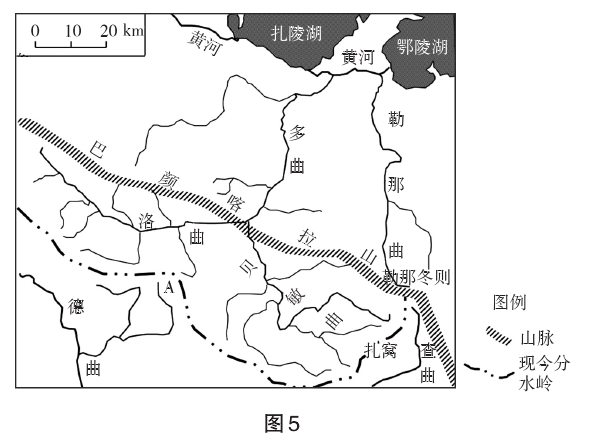 0 10 20 km
黄河
扎陵湖
黄河
鄂陵湖
多曲
勒那曲
巴颜喀拉山
洛曲
贝敏曲
勒那冬则
A
德曲
扎窝
查曲
图例
山脉
现今分
水岭
图5